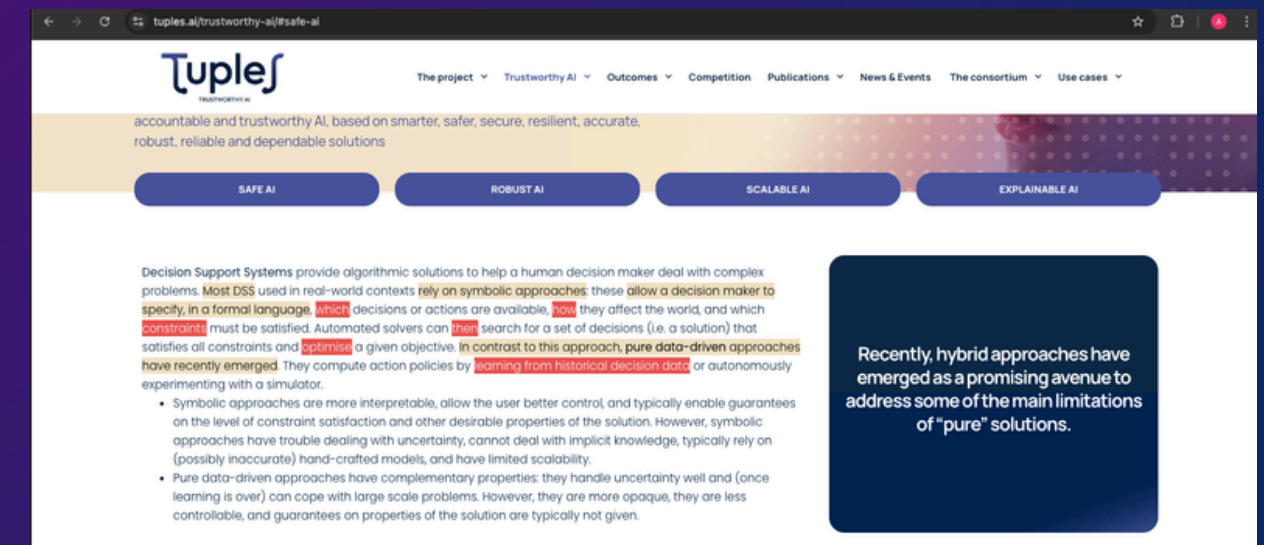 tuples.ai/trustworthy-ai/#safe-ai
A
Tuples
TRUSTWORTHY AI
The project Trustworthy AI Outcomes Competition Publications News & Events The consortium Use cases
accountable and trustworthy AI, based on smarter, safer, secure, resilient, accurate,
robust, reliable and dependable solutions
SAFE AI ROBUST AI SCALABLE AI EXPLAINABLE AI
Decision Support Systems provide algorithmic solutions to help a human decision maker deal with complex
problems. Most DSS used in real-world contexts rely on symbolic approaches: these allow a decision maker to
specify, in a formal language, which decisions or actions are available, how they affect the world, and which
constraints must be satisfied. Automated solvers can then search for a set of decisions (i.e. a solution) that
satisfies all constraints and optimise a given objective. In contrast to this approach, pure data-driven approaches
have recently emerged. They compute action policies by learning from historical decision data or autonomously
experimenting with a simulator.
• Symbolic approaches are more interpretable, allow the user better control, and typically enable guarantees
on the level of constraint satisfaction and other desirable properties of the solution. However, symbolic
approaches have trouble dealing with uncertainty, cannot deal with implicit knowledge, typically rely on
(possibly inaccurate) hand-crafted models, and have limited scalability.
• Pure data-driven approaches have complementary properties: they handle uncertainty well and (once
learning is over) can cope with large scale problems. However, they are more opaque, they are less
controllable, and guarantees on properties of the solution are typically not given.
Recently, hybrid approaches have
emerged as a promising avenue to
address some of the main limitations
of “pure” solutions.